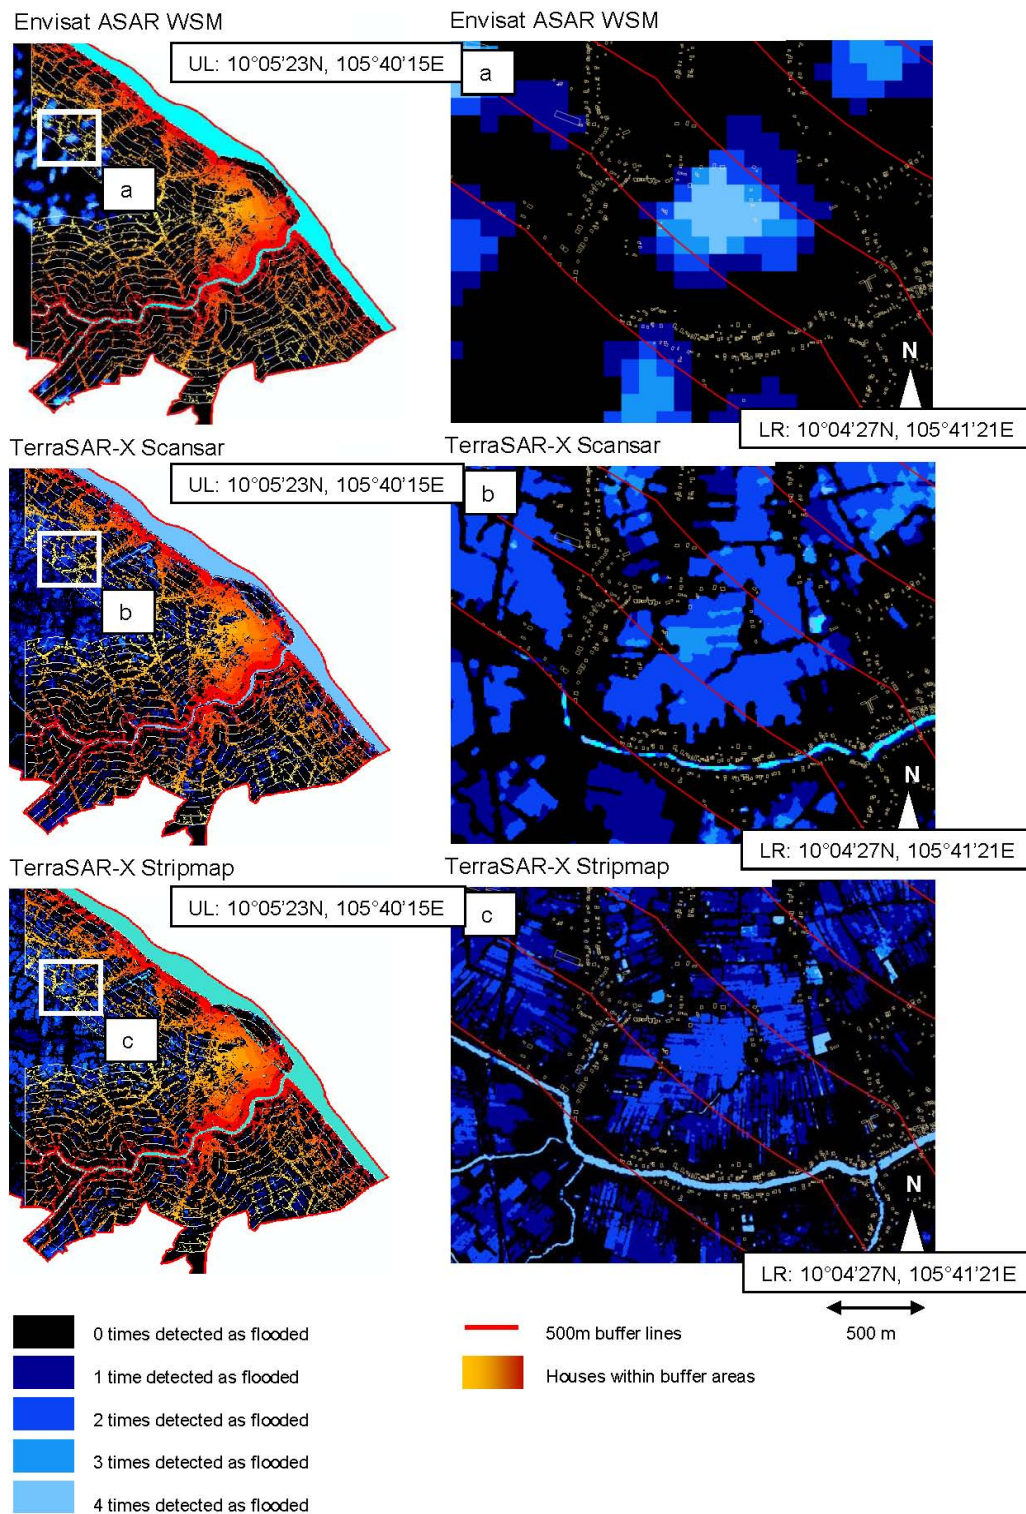 Envisat ASAR WSM
UL: 10°05'23N, 105°40'15E
a
a
N
LR: 10°04'27N, 105°41'21E
TerraSAR-X Scansar
UL: 10°05'23N, 105°40'15E
b
b
N
LR: 10°04'27N, 105°41'21E
TerraSAR-X Stripmap
UL: 10°05'23N, 105°40'15E
c
c
N
LR: 10°04'27N, 105°41'21E
0 times detected as flooded
1 time detected as flooded
2 times detected as flooded
3 times detected as flooded
4 times detected as flooded
500m buffer lines
Houses within buffer areas
500 m
Envisat ASAR WSM
TerraSAR-X Scansar
TerraSAR-X Stripmap